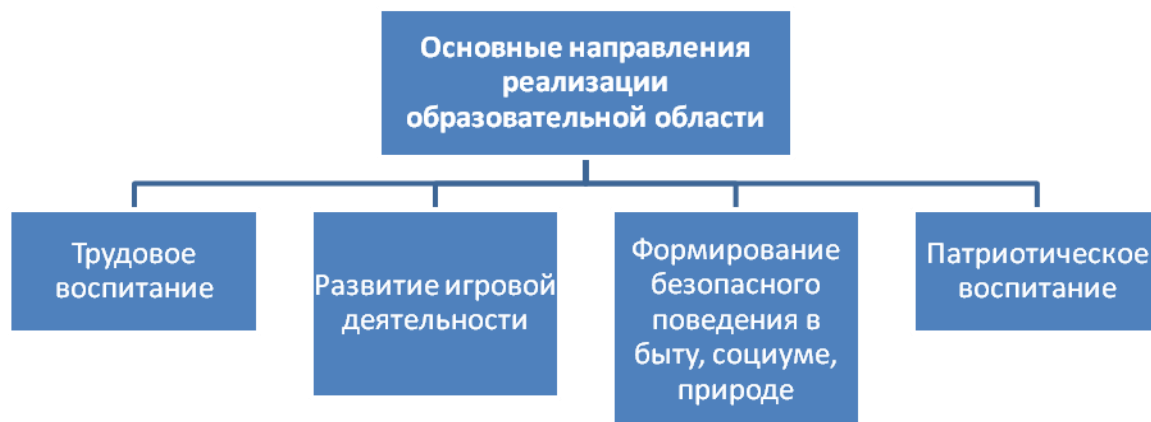 Основные направления
реализации
образовательной области
Трудовое
воспитание
Развитие игровой
деятельности
Формирование
безопасного
поведения в
быту, социуме,
природе
Патриотическое
воспитание